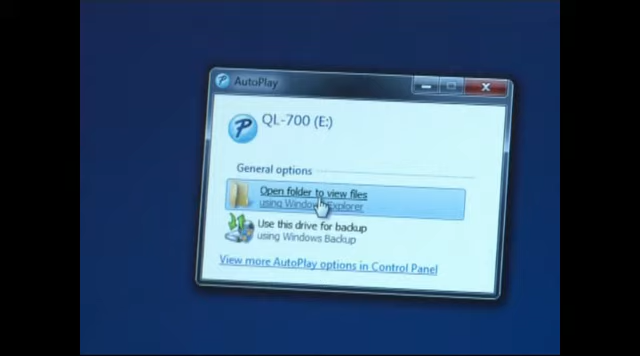 AutoPlay
QL-700 (E:)
General options
Open folder to view files
using Windows Explorer
Use this drive for backup
using Windows Backup
View more AutoPlay options in Control Panel